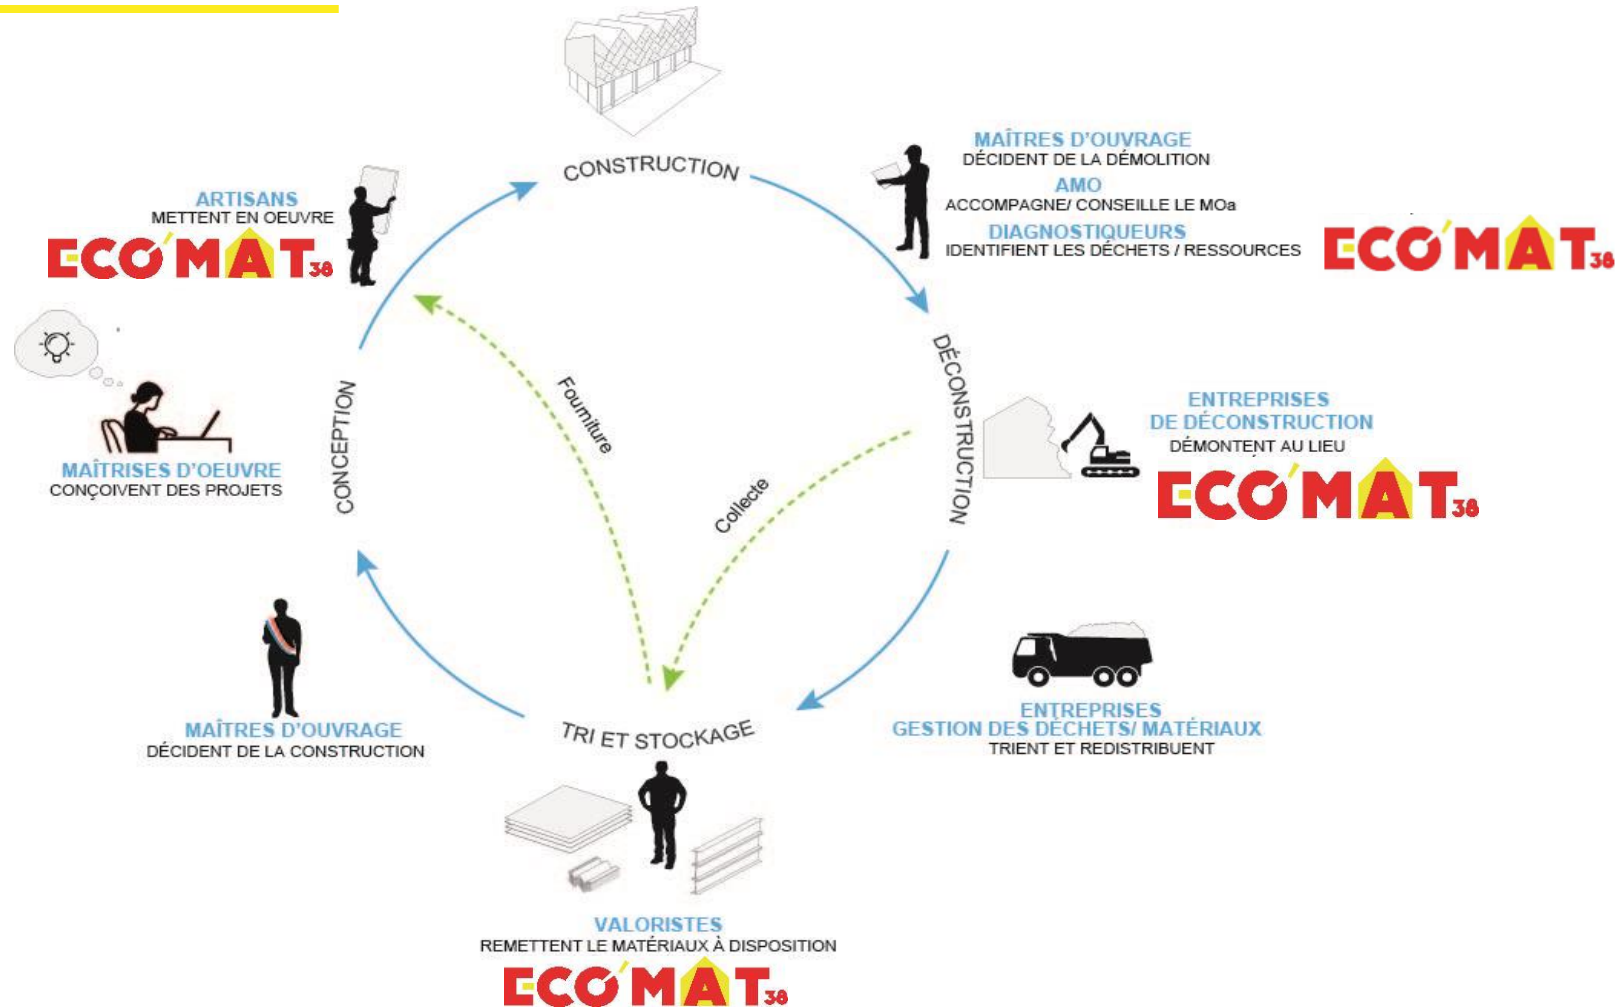 CONSTRUCTION
MAÎTRES D'OUVRAGE
DÉCIDENT DE LA DÉMOLITION
AMO
ACCOMPAGNE/ CONSEILLE LE MOa
DIAGNOSTIQUEURS
IDENTIFIENT LES DÉCHETS / RESSOURCES
ECO'MAT38
ARTISANS
METTENT EN OEUVRE
ECO'MAT38
DÉCONSTRUCTION
ENTREPRISES
DE DÉCONSTRUCTION
DÉMONTENT AU LIEU
ECO'MAT38
Fourniture
Collecte
CONCEPTION
MAÎTRISES D'OEUVRE
CONÇOIVENT DES PROJETS
ENTREPRISES
GESTION DES DÉCHETS/ MATÉRIAUX
TRIENT ET REDISTRIBUENT
MAÎTRES D'OUVRAGE
DÉCIDENT DE LA CONSTRUCTION
TRI ET STOCKAGE
VALORISTES
REMETTENT LE MATÉRIAUX À DISPOSITION
ECO'MAT38